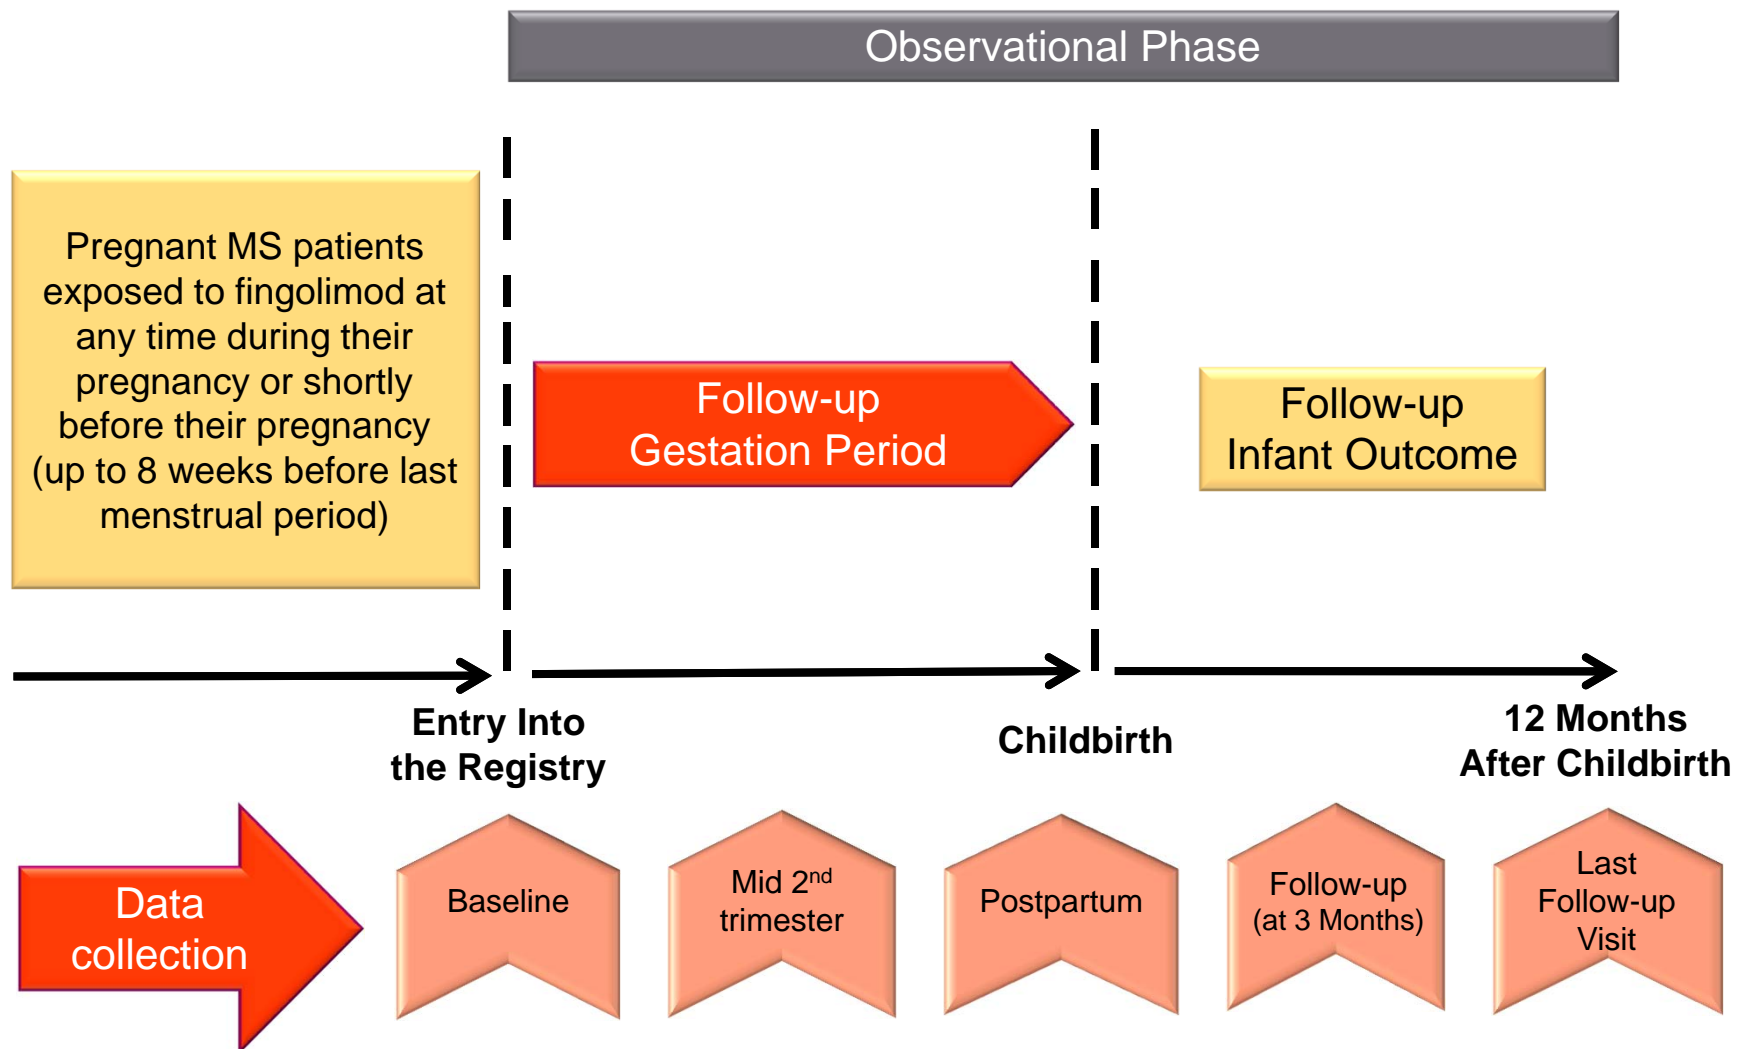 Observational Phase
Pregnant MS patients
exposed to fingolimod at
any time during their
pregnancy or shortly
before their pregnancy
(up to 8 weeks before last
menstrual period)
Follow-up
Gestation Period
Follow-up
Infant Outcome
Entry Into
the Registry
Childbirth
12 Months
After Childbirth
Data
collection
Baseline
Mid 2nd
trimester
Postpartum
Follow-up
(at 3 Months)
Last
Follow-up
Visit